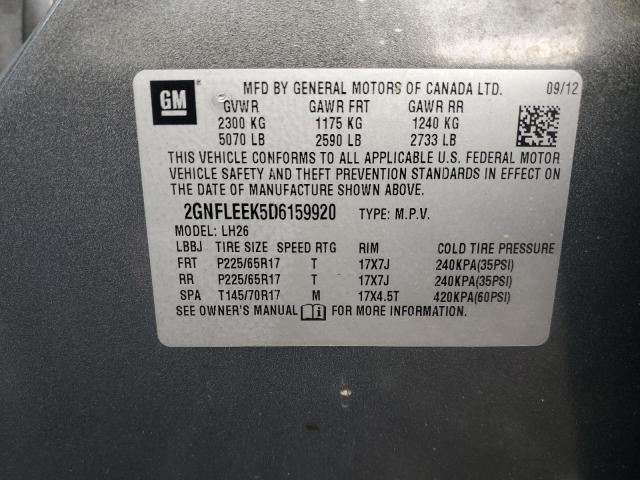 GM ® MFD BY GENERAL MOTORS OF CANADA LTD. 09/12
GVWR GAWR FRT GAWR RR
2300 KG 1175 KG 1240 KG
5070 LB 2590 LB 2733 LB
THIS VEHICLE CONFORMS TO ALL APPLICABLE U.S. FEDERAL MOTOR
VEHICLE SAFETY AND THEFT PREVENTION STANDARDS IN EFFECT ON
THE DATE OF MANUFACTURE SHOWN ABOVE.
2GNFLEEK5D6159920 TYPE: M.P.V.
MODEL: LH26
LBBJ TIRE SIZE SPEED RTG RIM COLD TIRE PRESSURE
FRT P225/65R17 T 17X7J 240KPA(35PSI)
RR P225/65R17 T 17X7J 240KPA(35PSI)
SPA T145/70R17 M 17X4.5T 420KPA(60PSI)
SEE OWNER'S MANUAL FOR MORE INFORMATION.